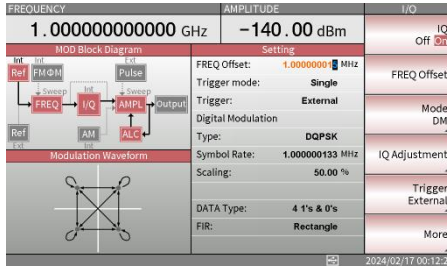 FREQUENCY AMPLITUDE I/Q
1.000000000000 GHz -140.00 dBm
MOD Block Diagram
Int Int Ext
Ref FMΦM Pulse
Sweep Int Sweep
FREQ I/Q AMPL Output
Ref AM ALC
Ext Int
Modulation Waveform
Setting
FREQ Offset: 1.00000001 MHz
Trigger mode: Single
Trigger: External
Digital Modulation
Type: DQPSK
Symbol Rate: 1.000000133 MHz
Scaling: 50.00 %
DATA Type: 4 1's & 0's
FIR: Rectangle
IQ
Off On
FREQ Offset
Mode
DM
IQ Adjustment
Trigger
External
More
2024/02/17 00:12:2